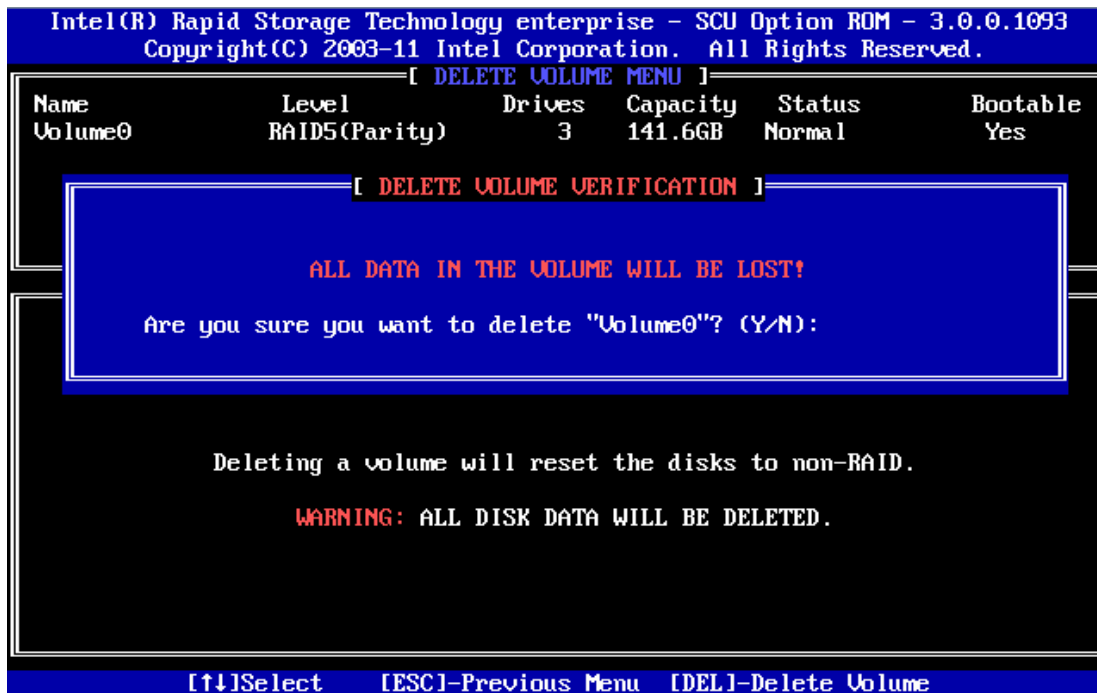 Intel(R) Rapid Storage Technology enterprise - SCU Option ROM - 3.0.0.1093
Copyright(C) 2003-11 Intel Corporation.  All Rights Reserved.
[ DELETE VOLUME MENU ]
Name Level Drives Capacity Status Bootable
Volume0 RAID5(Parity) 3 141.6GB Normal Yes
[ DELETE VOLUME VERIFICATION ]
ALL DATA IN THE VOLUME WILL BE LOST!
Are you sure you want to delete "Volume0"? (Y/N):
Deleting a volume will reset the disks to non-RAID.
WARNING: ALL DISK DATA WILL BE DELETED.
[↑↓]Select [ESC]-Previous Menu [DEL]-Delete Volume